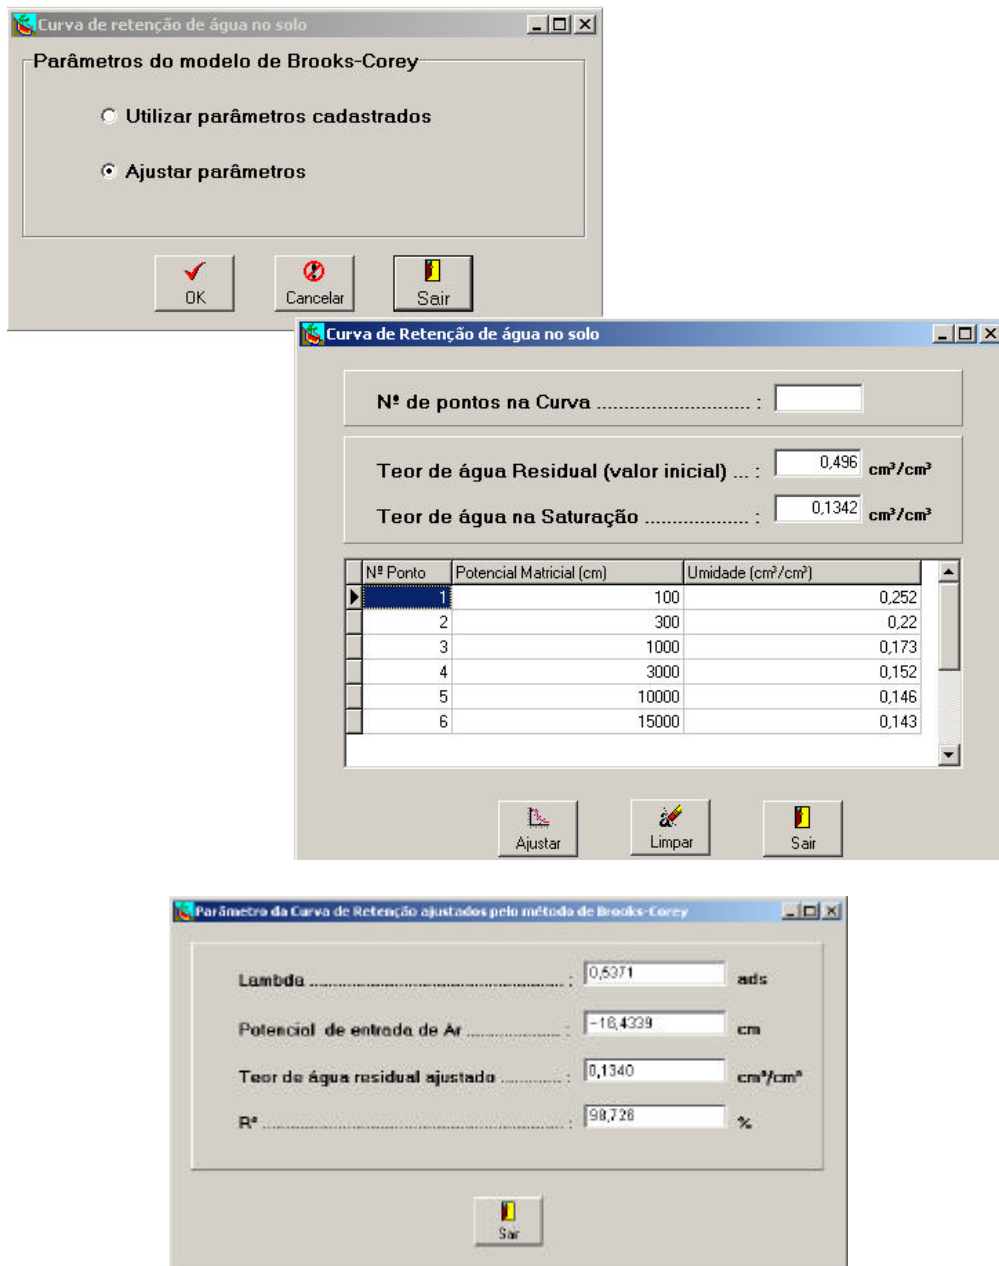 Curva de retenção de água no solo
Parâmetros do modelo de Brooks-Corey
Utilizar parâmetros cadastrados
Ajustar parâmetros
OK Cancelar Sair
Curva de Retenção de água no solo
Nº de pontos na Curva ............................ :
Teor de água Residual (valor inicial) ... : 0,496 cm³/cm³
Teor de água na Saturação ................... : 0,1342 cm³/cm³
Nº Ponto Potencial Matricial (cm) Umidade (cm³/cm³)
1 100 0,252
2 300 0,22
3 1000 0,173
4 3000 0,152
5 10000 0,146
6 15000 0,143
Ajustar Limpar Sair
Parâmetro da Curva de Retenção ajustados pelo método de Brooks-Corey
Lambda ............................................................ : 0,5371 ads
Potencial de entrada de Ar ...................... : -16,4339 cm
Teor de água residual ajustado .............. : 0,1340 cm³/cm³
R² ...................................................................... : 98,726 %
Sair